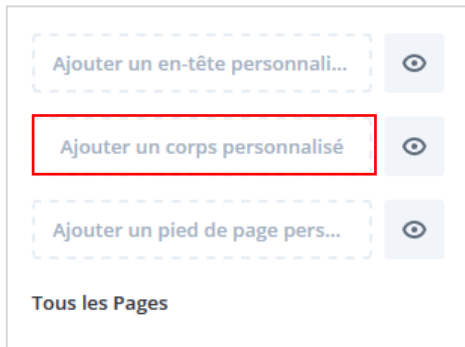 Ajouter un en-tête personnali...
Ajouter un corps personnalisé
Ajouter un pied de page pers...
Tous les Pages